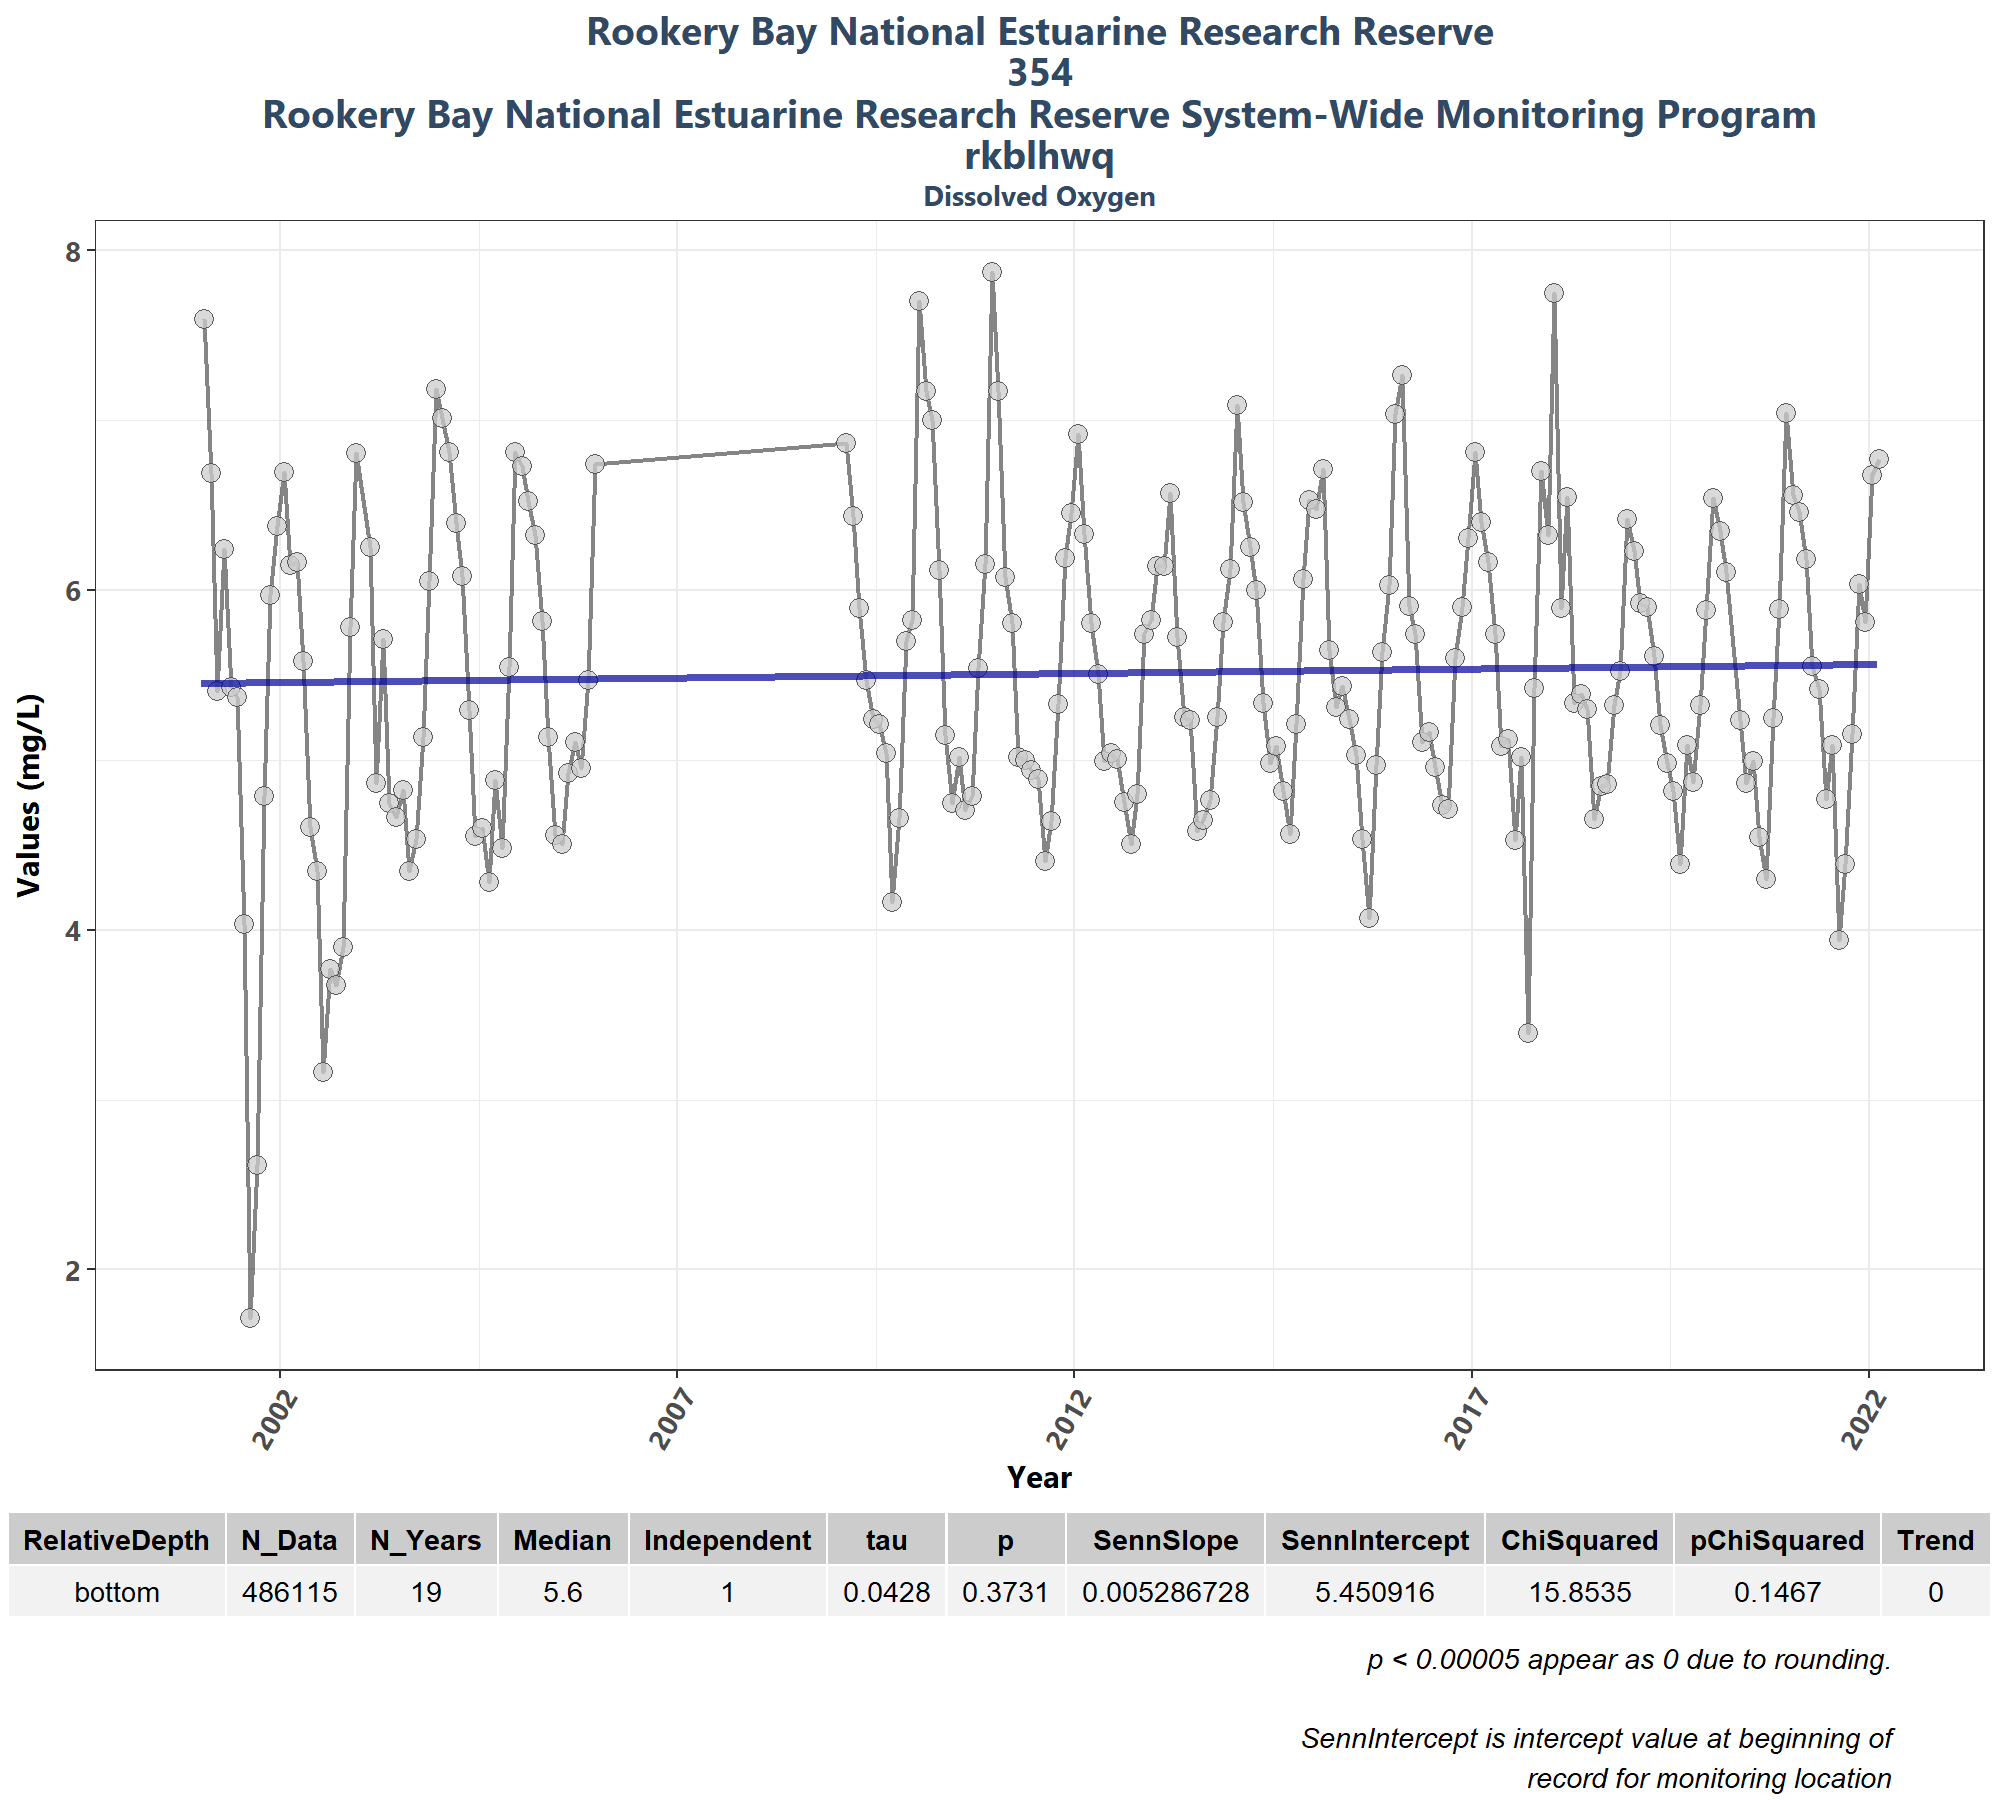 Rookery Bay National Estuarine Research Reserve
354
Rookery Bay National Estuarine Research Reserve System-Wide Monitoring Program
rkblhwq
Dissolved Oxygen
Values (mg/L)
8
6
4
2
2002 2007 2012 2017 2022
Year
RelativeDepth N_Data N_Years Median Independent tau p SennSlope SennIntercept ChiSquared pChiSquared Trend
bottom 486115 19 5.6 1 0.0428 0.3731 0.005286728 5.450916 15.8535 0.1467 0
p < 0.00005 appear as 0 due to rounding.
SennIntercept is intercept value at beginning of
record for monitoring location